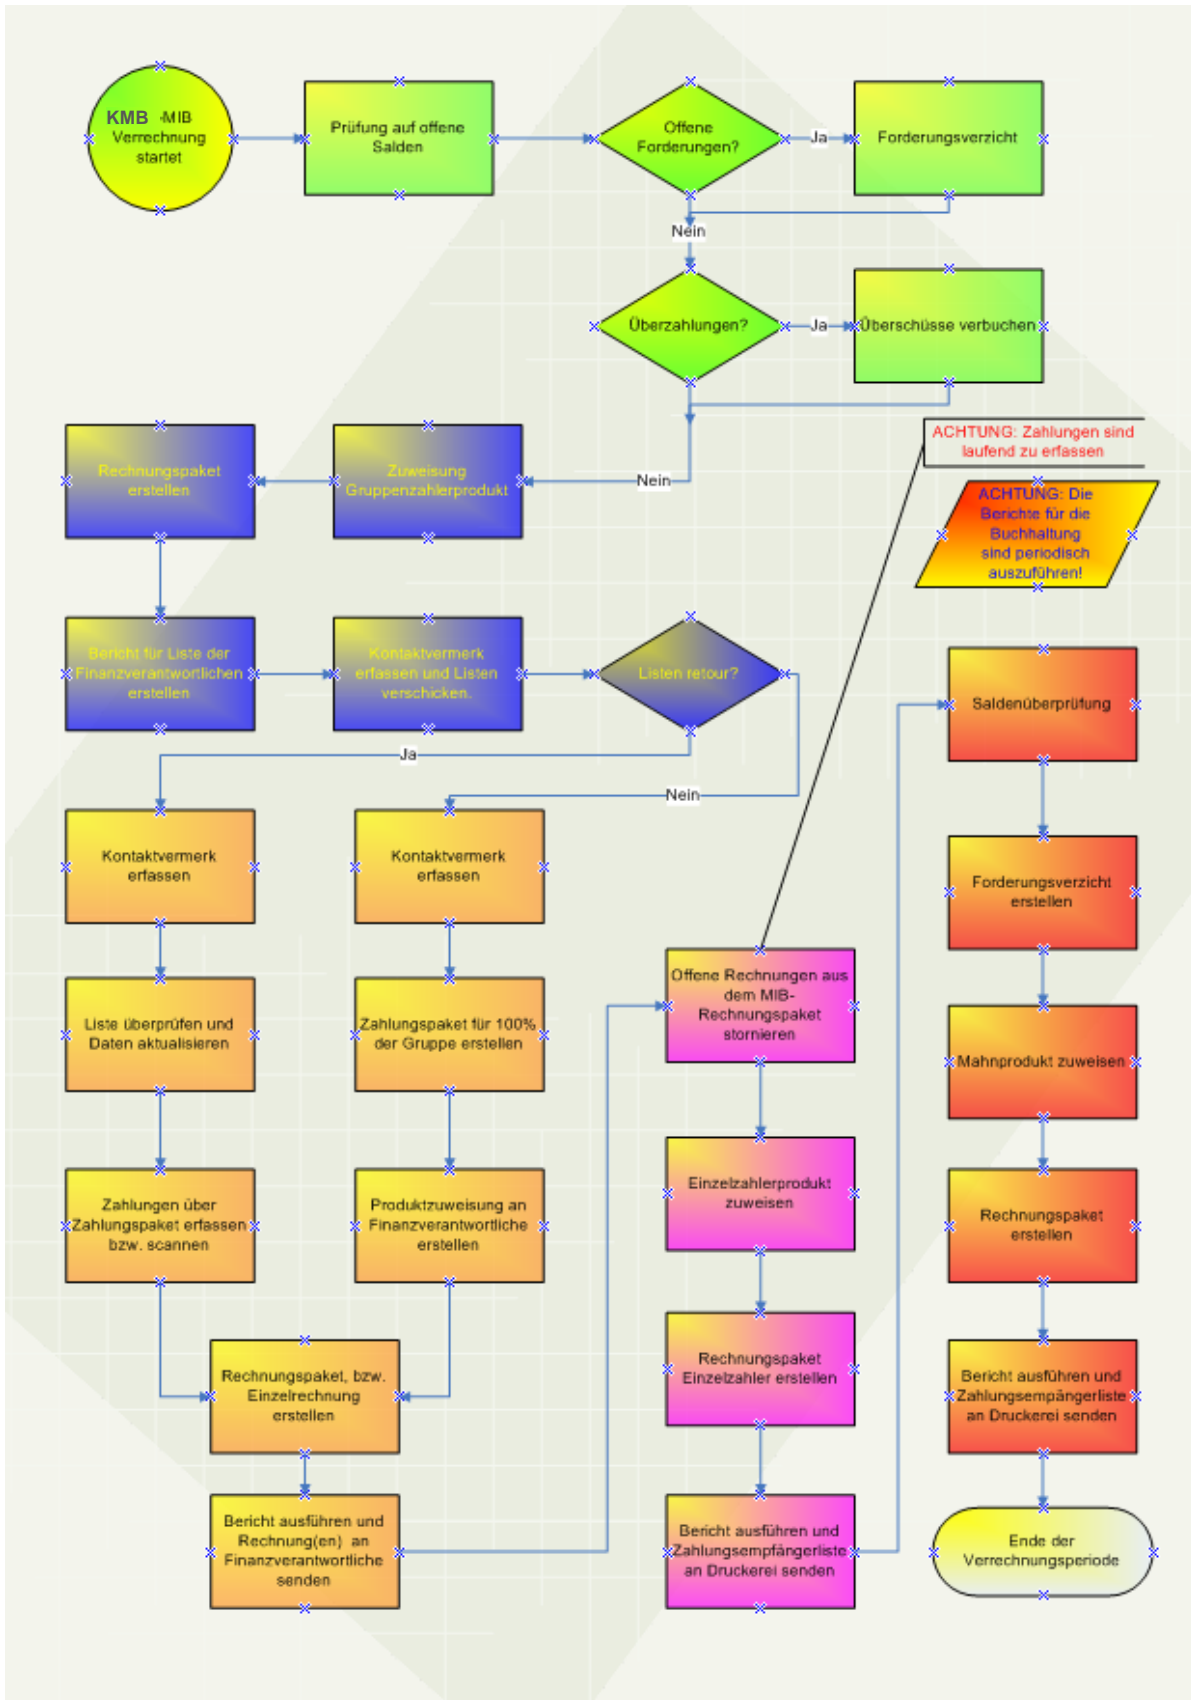 KMB -MIB
Verrechnung
startet
Prüfung auf offene
Salden
Offene
Forderungen?
Ja
Forderungsverzicht
Nein
Überzahlungen?
Ja
Überschüsse verbuchen
ACHTUNG: Zahlungen sind
laufend zu erfassen
Rechnungspaket
erstellen
Zuweisung
Gruppenzahlerprodukt
Nein
ACHTUNG: Die
Berichte für die
Buchhaltung
sind periodisch
auszuführen!
Bericht für Liste der
Finanzverantwortlichen
erstellen
Kontaktvermerk
erfassen und Listen
verschicken.
Listen retour?
Saldenüberprüfung
Ja
Nein
Kontaktvermerk
erfassen
Kontaktvermerk
erfassen
Forderungsverzicht
erstellen
Offene Rechnungen aus
dem MIB-
Rechnungspaket
stornieren
Liste überprüfen und
Daten aktualisieren
Zahlungspaket für 100%
der Gruppe erstellen
Mahnprodukt zuweisen
Einzelzahlerprodukt
zuweisen
Zahlungen über
Zahlungspaket erfassen
bzw. scannen
Produktzuweisung an
Finanzverantwortliche
erstellen
Rechnungspaket
erstellen
Rechnungspaket, bzw.
Einzelrechnung
erstellen
Rechnungspaket
Einzelzahler erstellen
Bericht ausführen und
Zahlungsempängerliste
an Druckerei senden
Bericht ausführen und
Rechnung(en) an
Finanzverantwortliche
senden
Bericht ausführen und
Zahlungsempfängerliste
an Druckerei senden
Ende der
Verrechnungsperiode